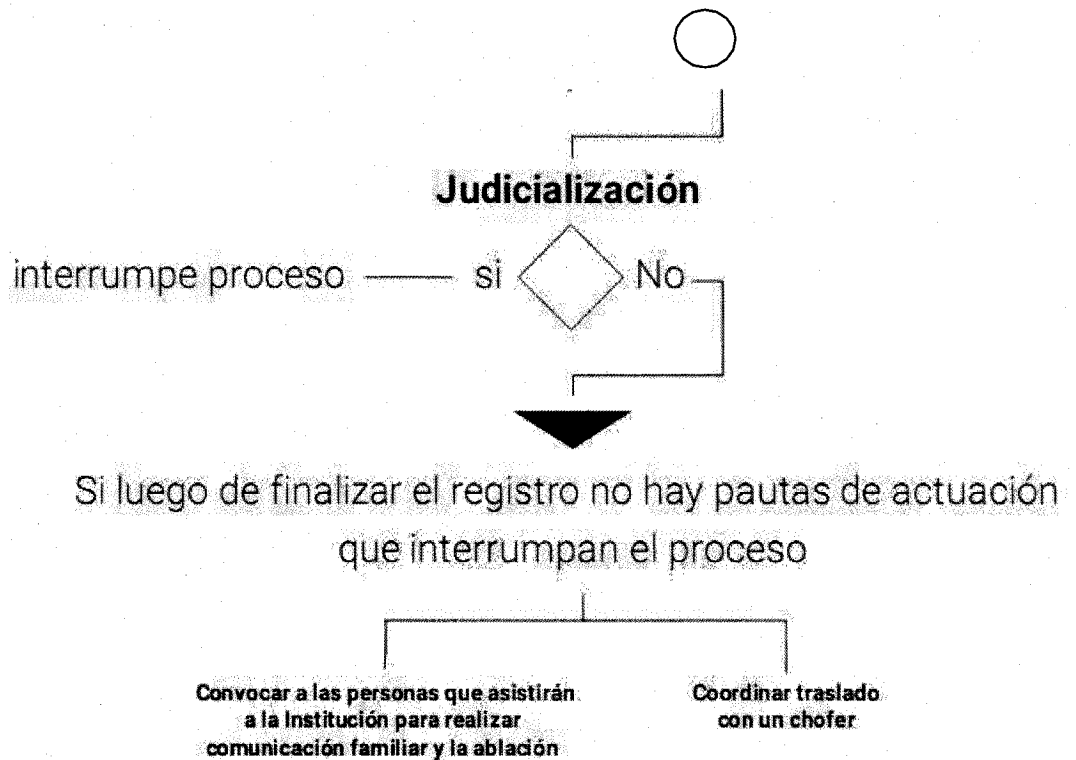 Judicialización
interrumpe proceso
si
No
Si luego de finalizar el registro no hay pautas de actuación
que interrumpan el proceso
Convocar a las personas que asistirán
a la Institución para realizar
comunicación familiar y la ablación
Coordinar traslado
con un chofer